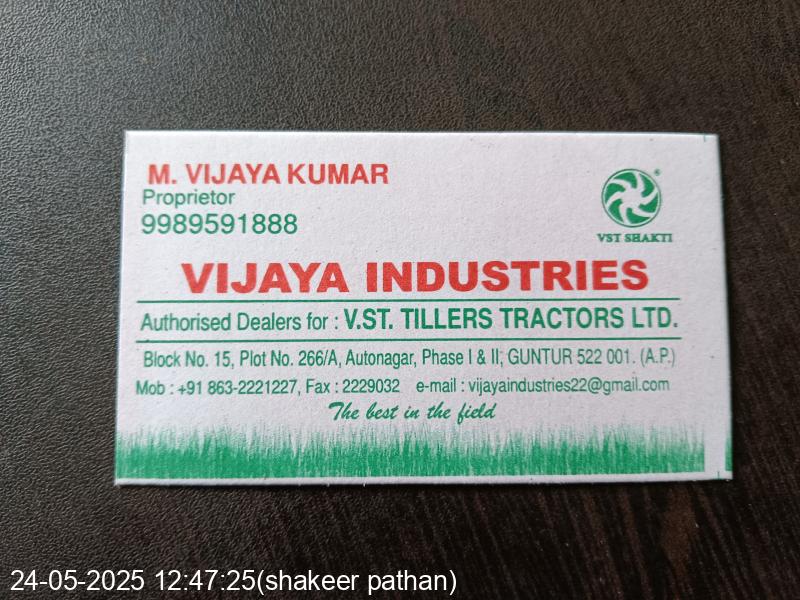 M. VIJAYA KUMAR
Proprietor
9989591888
VST SHAKTI
VIJAYA INDUSTRIES
Authorised Dealers for : V.ST. TILLERS TRACTORS LTD.
Block No. 15, Plot No. 266/A, Autonagar, Phase I & II, GUNTUR 522 001. (A.P.)
Mob : +91 863-2221227, Fax : 2229032 e-mail : vijayaindustries22@gmail.com
The best in the field
24-05-2025 12:47:25(shakeer pathan)